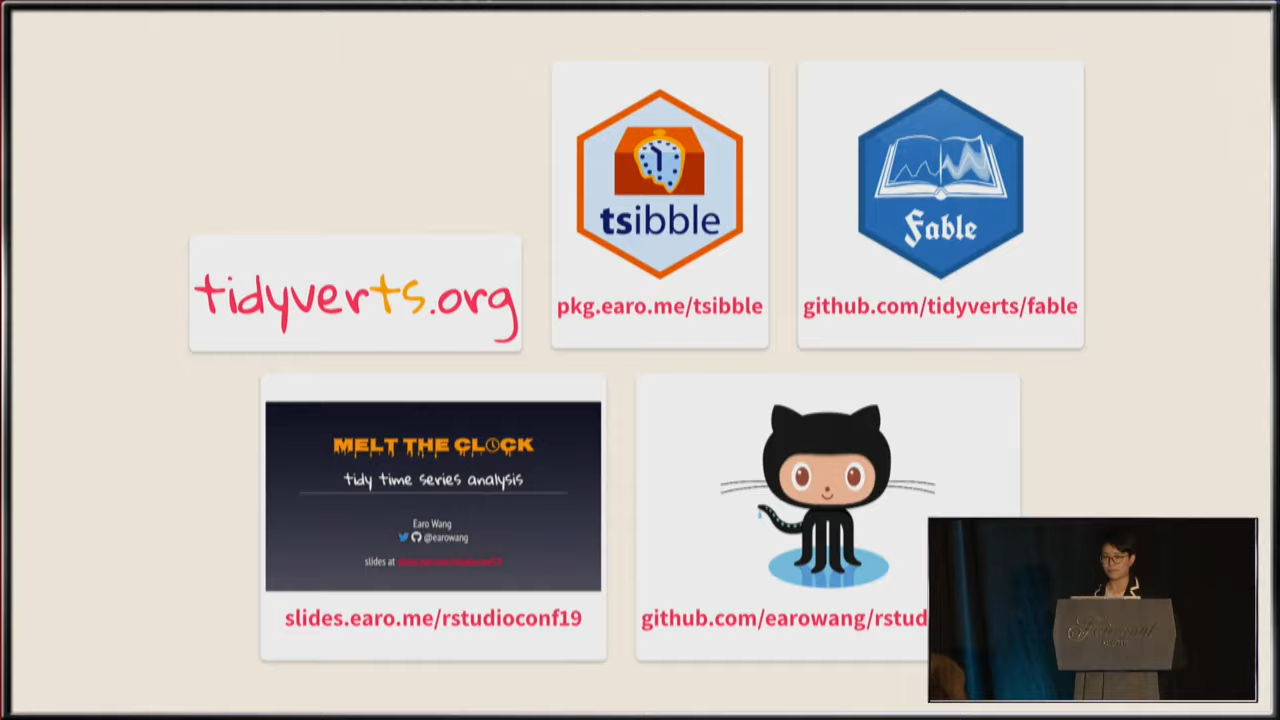 tsibble
pkg.earo.me/tsibble
Fable
github.com/tidyverts/fable
tidyverts.org
MELT THE CLOCK
tidy time series analysis
Earo Wang
@earowang
slides at
slides.earo.me/rstudioconf19
github.com/earowang/rstud
Fairmont